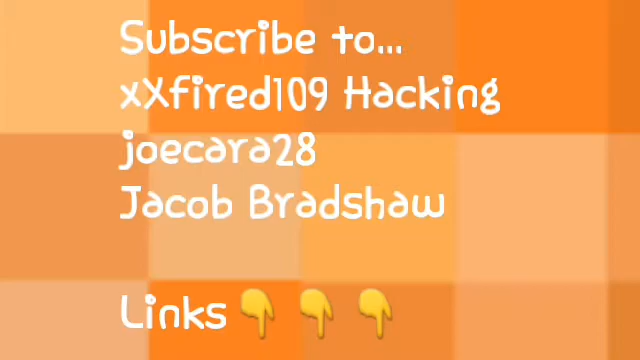 Subscribe to...
xXfired109 Hacking
joecara28
Jacob Bradshaw
Links👇👇👇